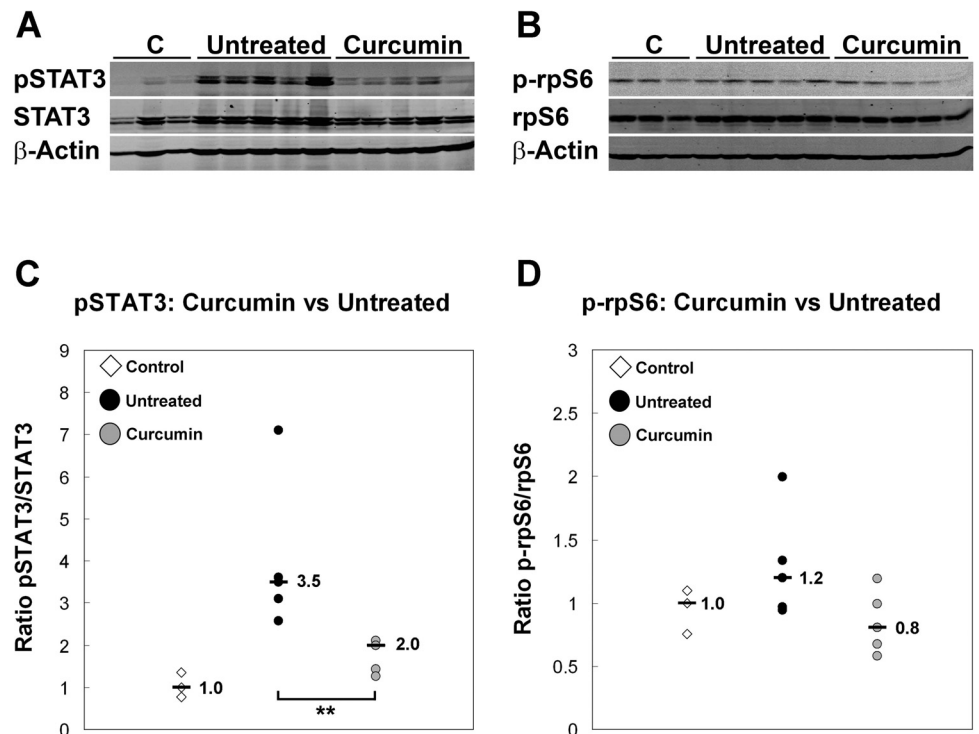 A
C Untreated Curcumin
pSTAT3
STAT3
β-Actin
B
C Untreated Curcumin
p-rpS6
rpS6
β-Actin
C
pSTAT3: Curcumin vs Untreated
Ratio pSTAT3/STAT3
9
8
7
6
5
4
3
2
1
0
Control
Untreated
Curcumin
1.0
3.5
2.0
**
D
p-rpS6: Curcumin vs Untreated
Ratio p-rpS6/rpS6
3
2.5
2
1.5
1
0.5
0
Control
Untreated
Curcumin
1.0
1.2
0.8